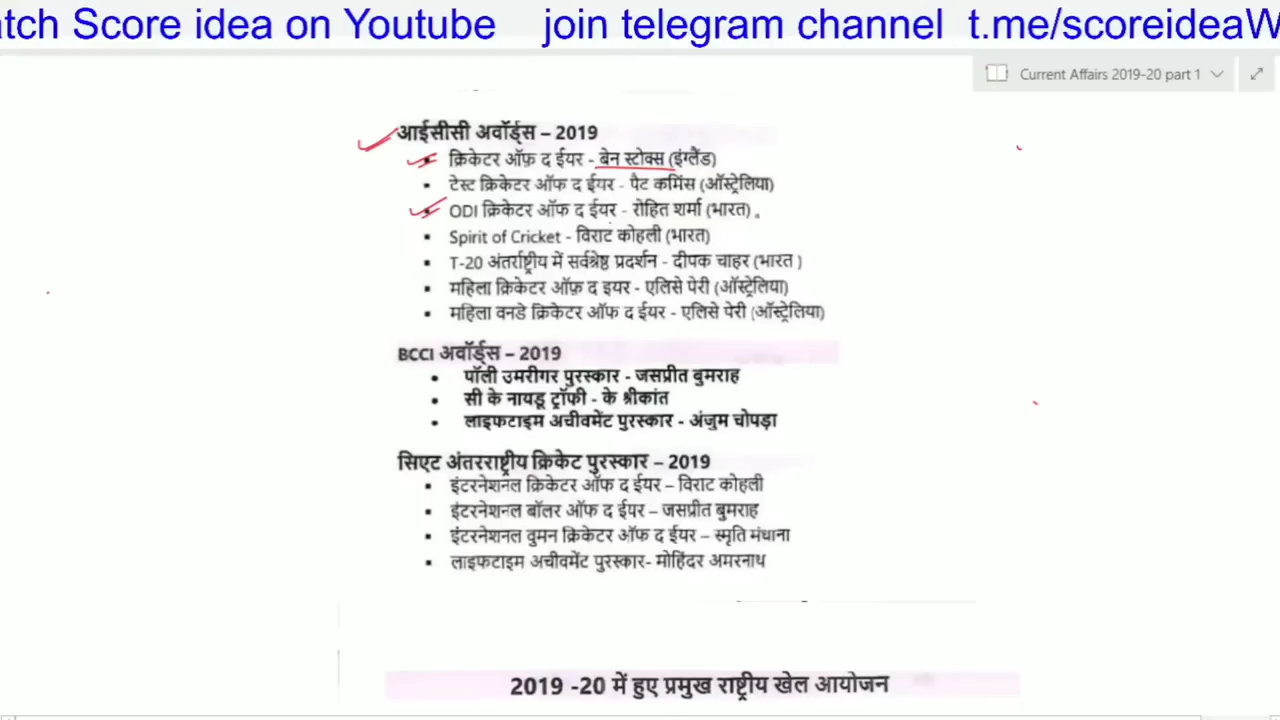 atch Score idea on Youtube join telegram channel t.me/scoreideaW
Current Affairs 2019-20 part 1
आईसीसी अवॉर्ड्स – 2019
क्रिकेटर ऑफ़ द ईयर - बेन स्टोक्स (इंग्लैंड)
टेस्ट क्रिकेटर ऑफ द ईयर - पैट कमिंस (ऑस्ट्रेलिया)
ODI क्रिकेटर ऑफ द ईयर - रोहित शर्मा (भारत) ।
Spirit of Cricket - विराट कोहली (भारत)
T-20 अंतर्राष्ट्रीय में सर्वश्रेष्ठ प्रदर्शन - दीपक चाहर (भारत )
महिला क्रिकेटर ऑफ़ द इयर - एलिसे पेरी (ऑस्ट्रेलिया)
महिला वनडे क्रिकेटर ऑफ द ईयर - एलिसे पेरी (ऑस्ट्रेलिया)
BCCI अवॉर्ड्स – 2019
पॉली उमरीगर पुरस्कार - जसप्रीत बुमराह
सी के नायडू ट्रॉफी - के श्रीकांत
लाइफटाइम अचीवमेंट पुरस्कार - अंजुम चोपड़ा
सिएट अंतरराष्ट्रीय क्रिकेट पुरस्कार – 2019
इंटरनेशनल क्रिकेटर ऑफ द ईयर – विराट कोहली
इंटरनेशनल बॉलर ऑफ द ईयर – जसप्रीत बुमराह
इंटरनेशनल वुमन क्रिकेटर ऑफ द ईयर – स्मृति मंधाना
लाइफटाइम अचीवमेंट पुरस्कार- मोहिंदर अमरनाथ
2019 -20 में हुए प्रमुख राष्ट्रीय खेल आयोजन